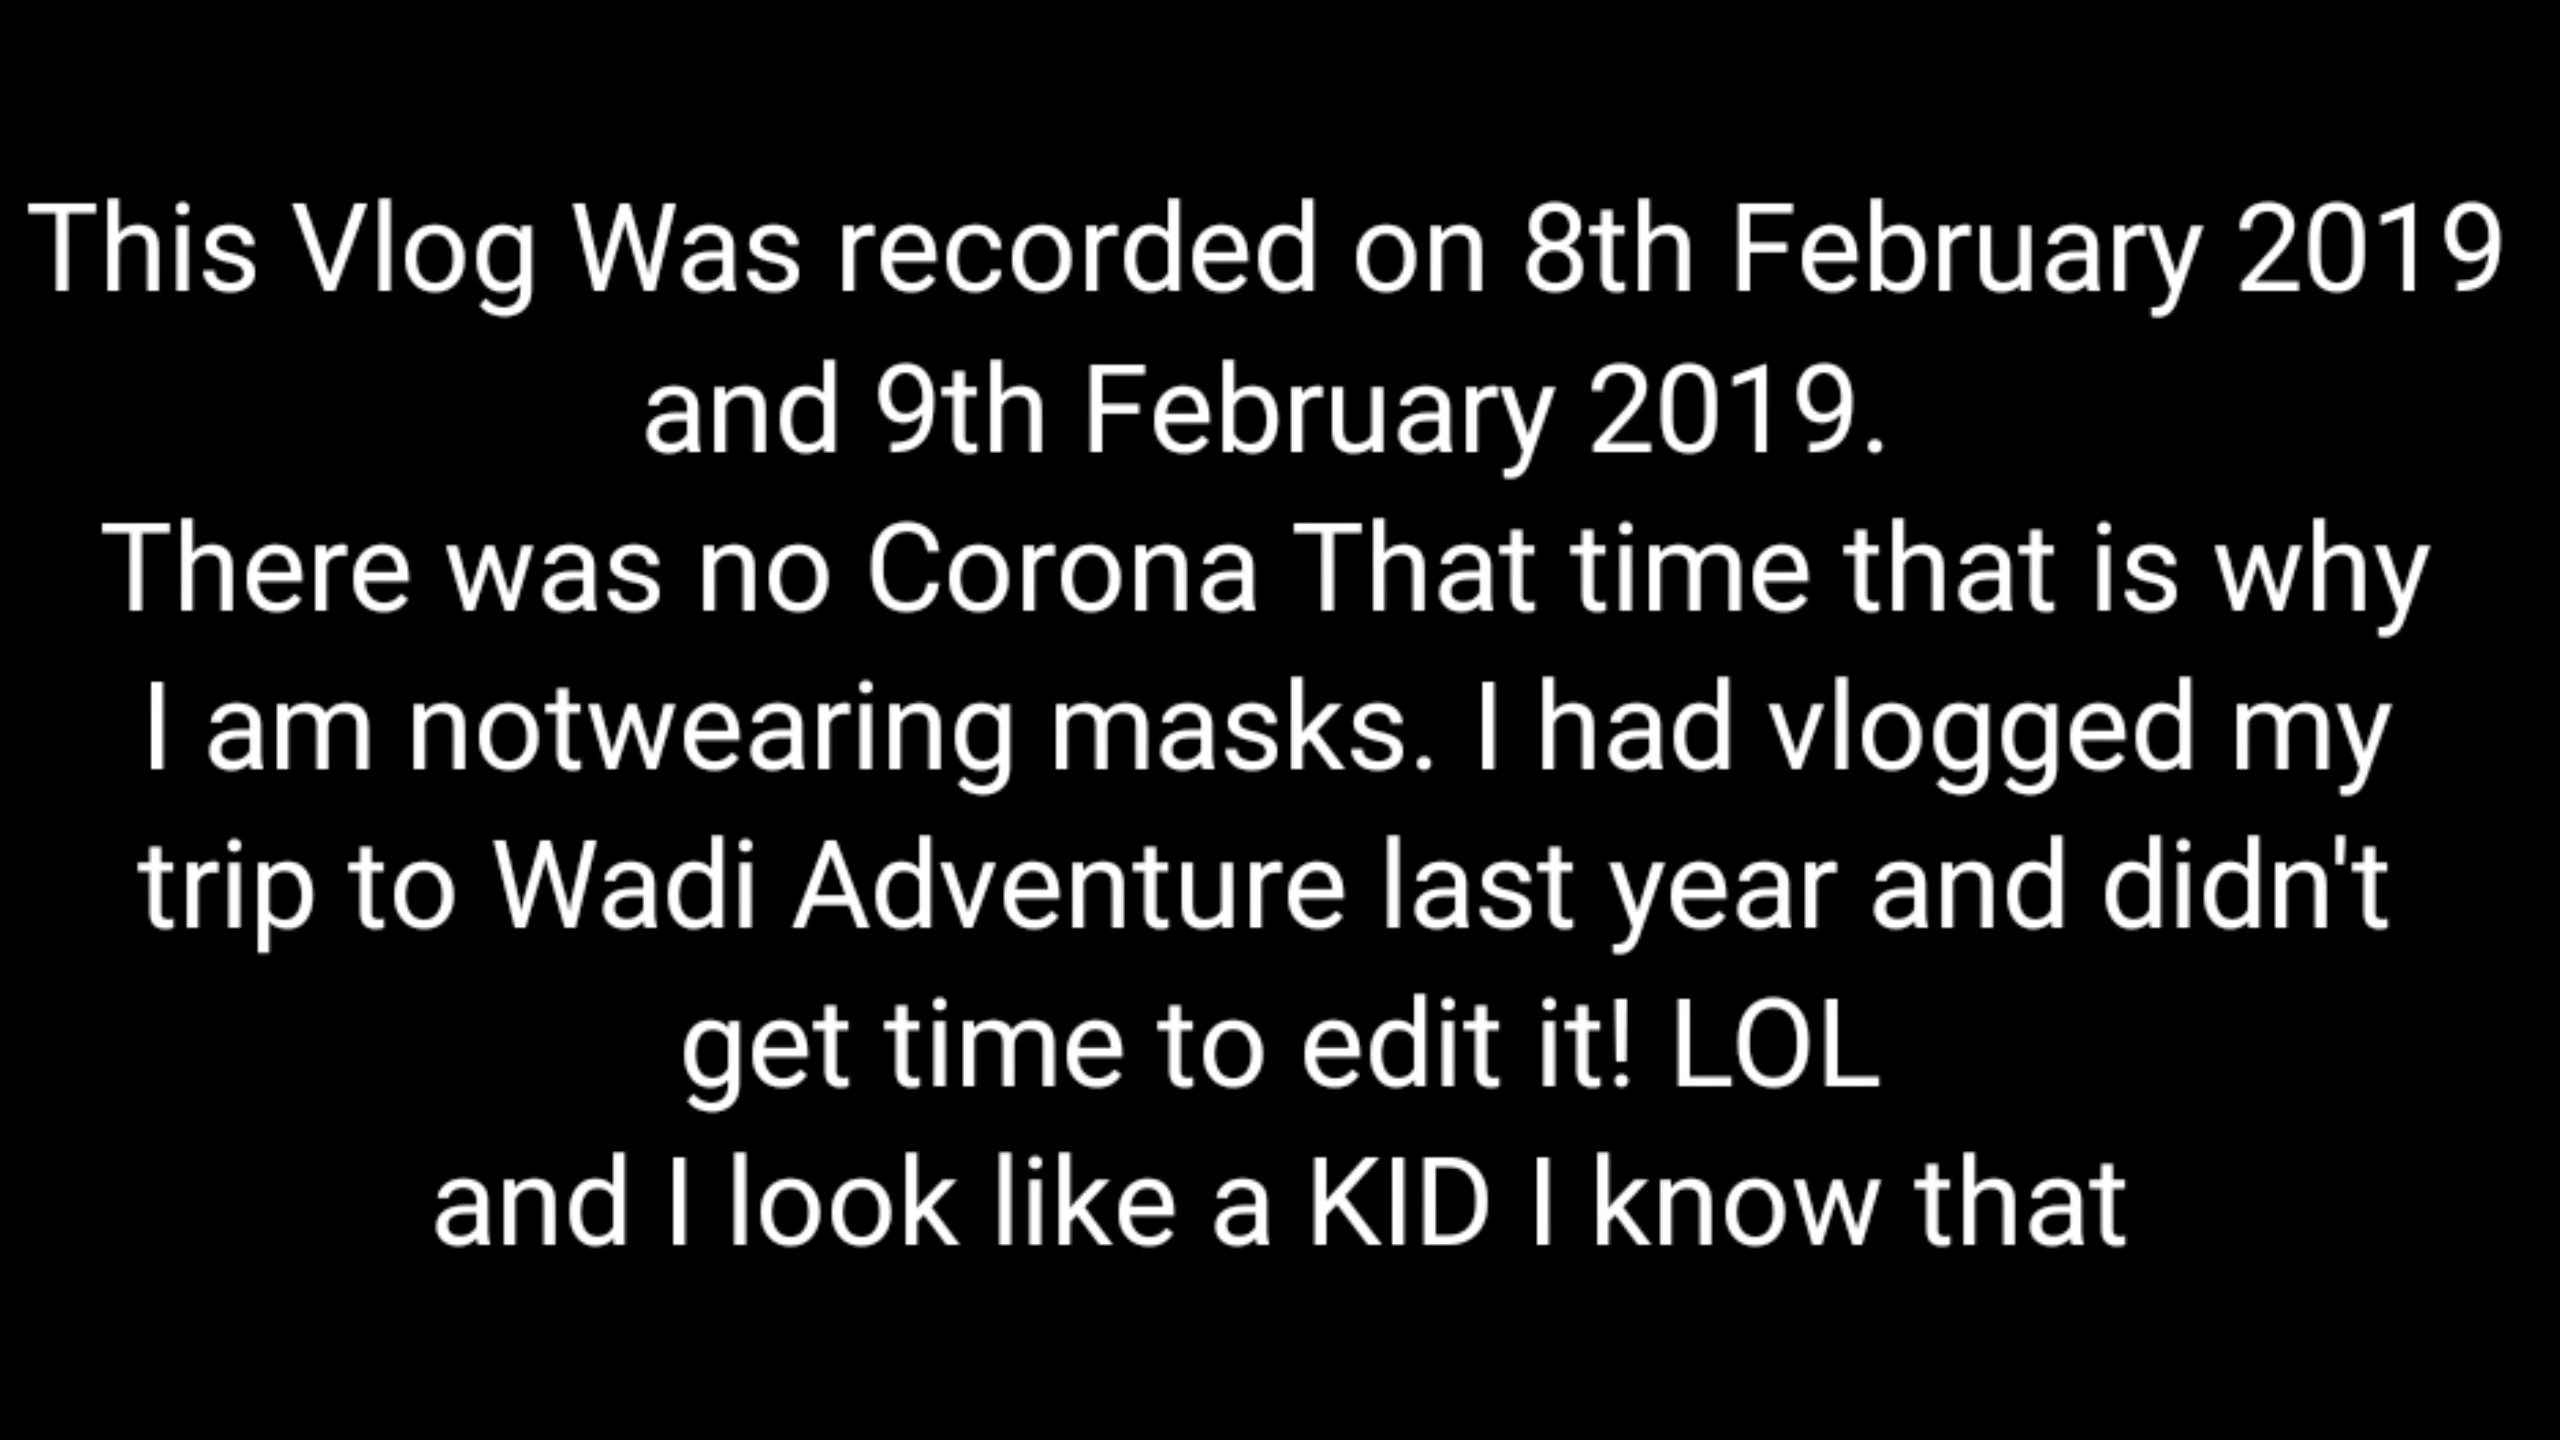 This Vlog Was recorded on 8th February 2019
and 9th February 2019.
There was no Corona That time that is why
I am notwearing masks. I had vlogged my
trip to Wadi Adventure last year and didn't
get time to edit it! LOL
and I look like a KID I know that